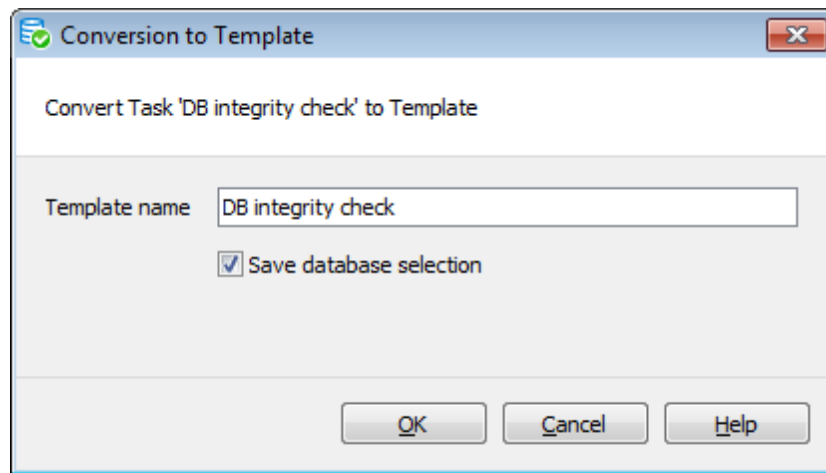 Conversion to Template
Convert Task 'DB integrity check' to Template
Template name DB integrity check
Save database selection
OK Cancel Help